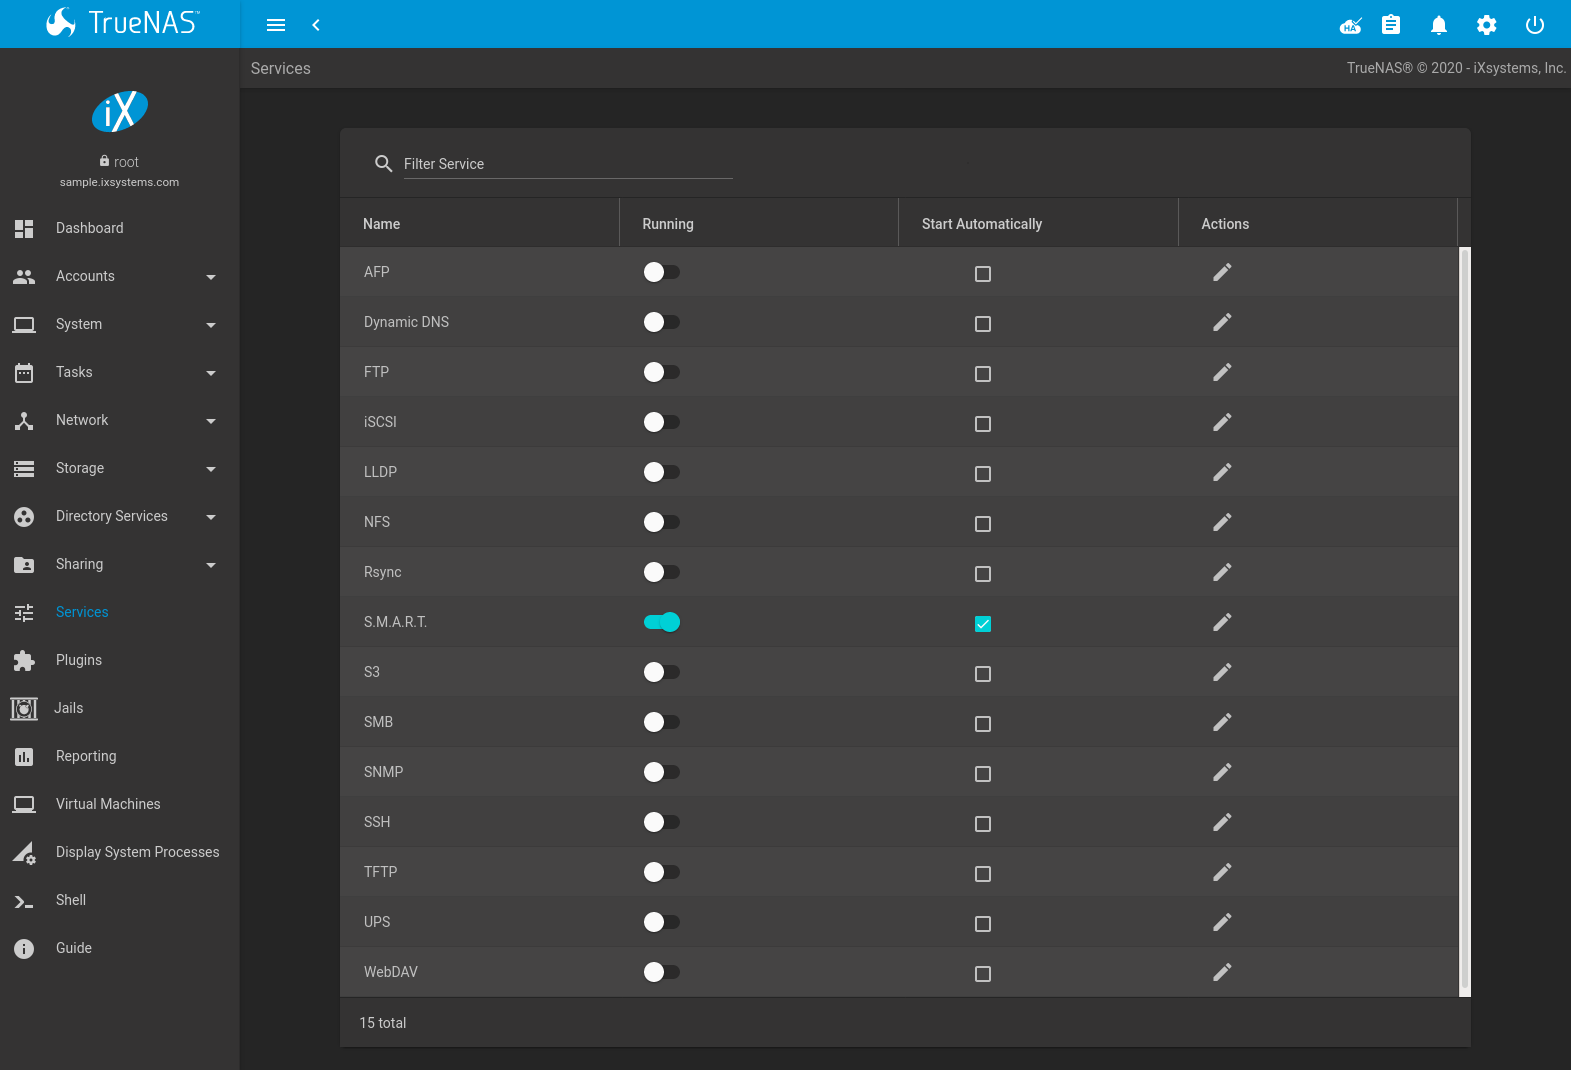 TrueNAS™
HA
Services
TrueNAS® © 2020 - iXsystems, Inc.
iX
root
sample.ixsystems.com
Dashboard
Accounts
System
Tasks
Network
Storage
Directory Services
Sharing
Services
Plugins
Jails
Reporting
Virtual Machines
Display System Processes
Shell
Guide
Filter Service
Name Running Start Automatically Actions
AFP
Dynamic DNS
FTP
iSCSI
LLDP
NFS
Rsync
S.M.A.R.T.
S3
SMB
SNMP
SSH
TFTP
UPS
WebDAV
15 total